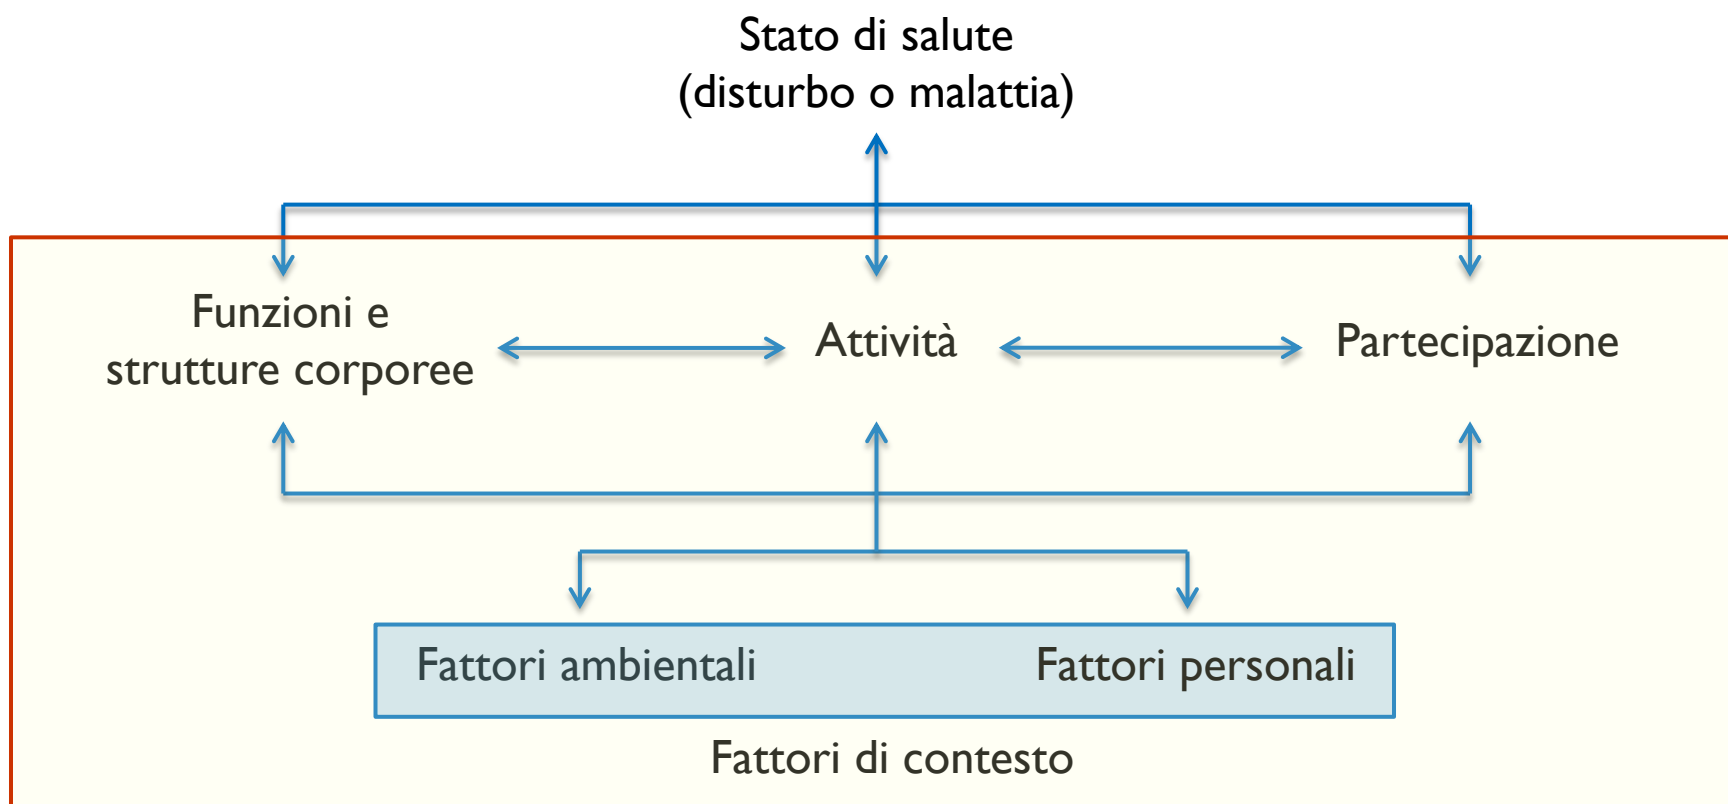 Stato di salute
(disturbo o malattia)
Funzioni e
strutture corporee
Attività
Partecipazione
Fattori ambientali
Fattori personali
Fattori di contesto